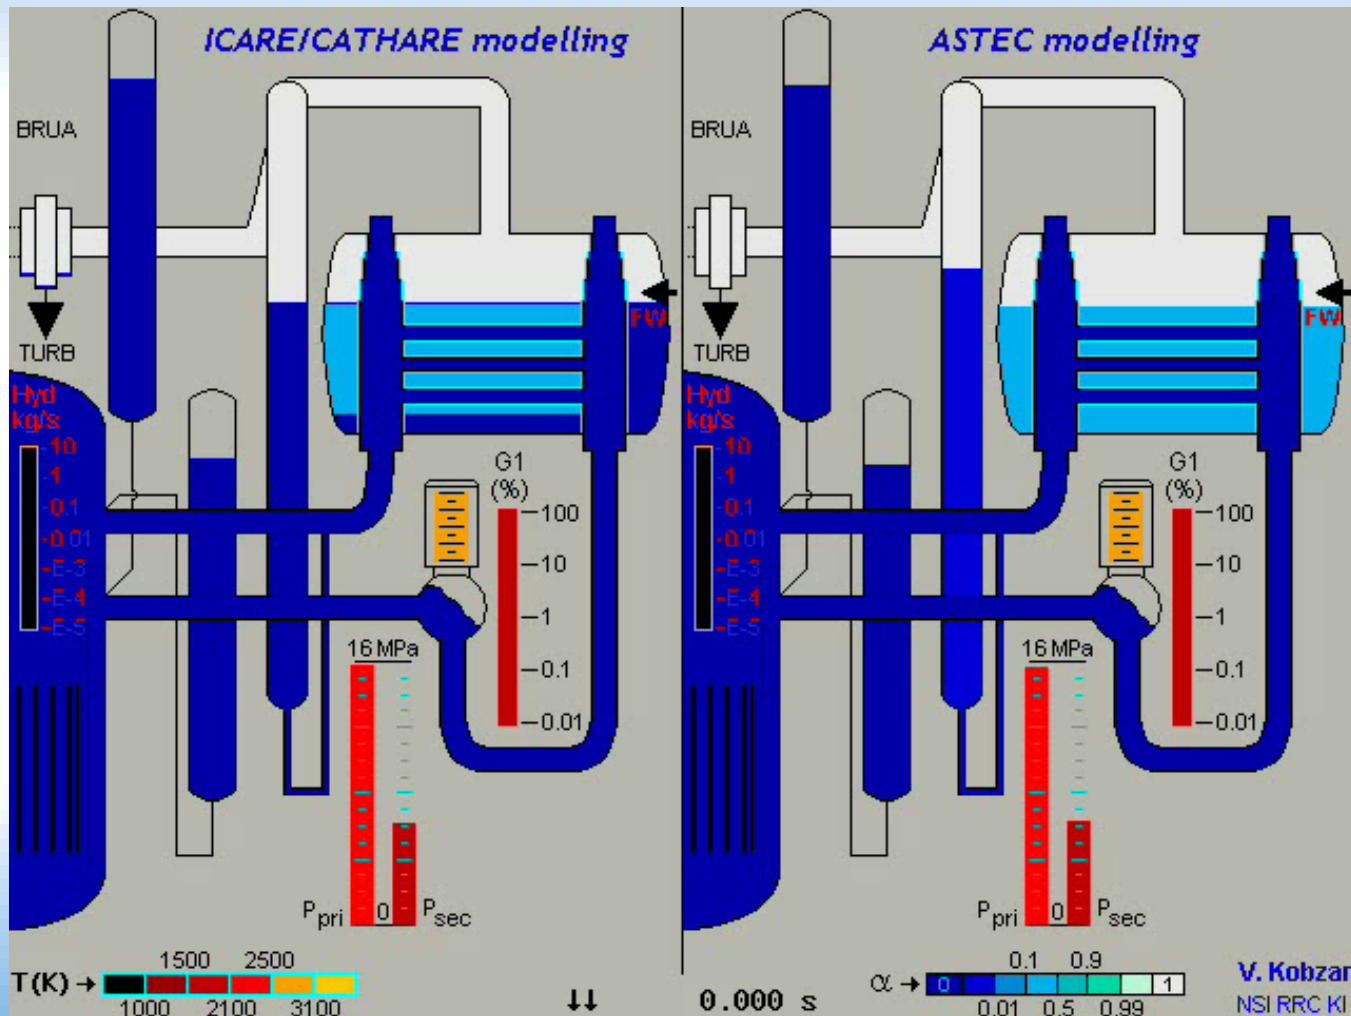 ICARE/CATHARE modelling
BRUA
TURB
FW
Hyd
kg/s
10
1
0.1
0.01
E-3
E-4
E-5
G1
(%)
100
10
1
0.1
0.01
16 MPa
P pri
0
P sec
ASTEC modelling
BRUA
TURB
FW
Hyd
kg/s
10
1
0.1
0.01
E-3
E-4
E-5
G1
(%)
100
10
1
0.1
0.01
16 MPa
P pri
0
P sec
1500 2500
T(K) →
1000 2100 3100
↓↓ 0.000 s
0.1 0.9
α → 0 1
0.01 0.5 0.99
V. Kobzar
NSI RRC KI